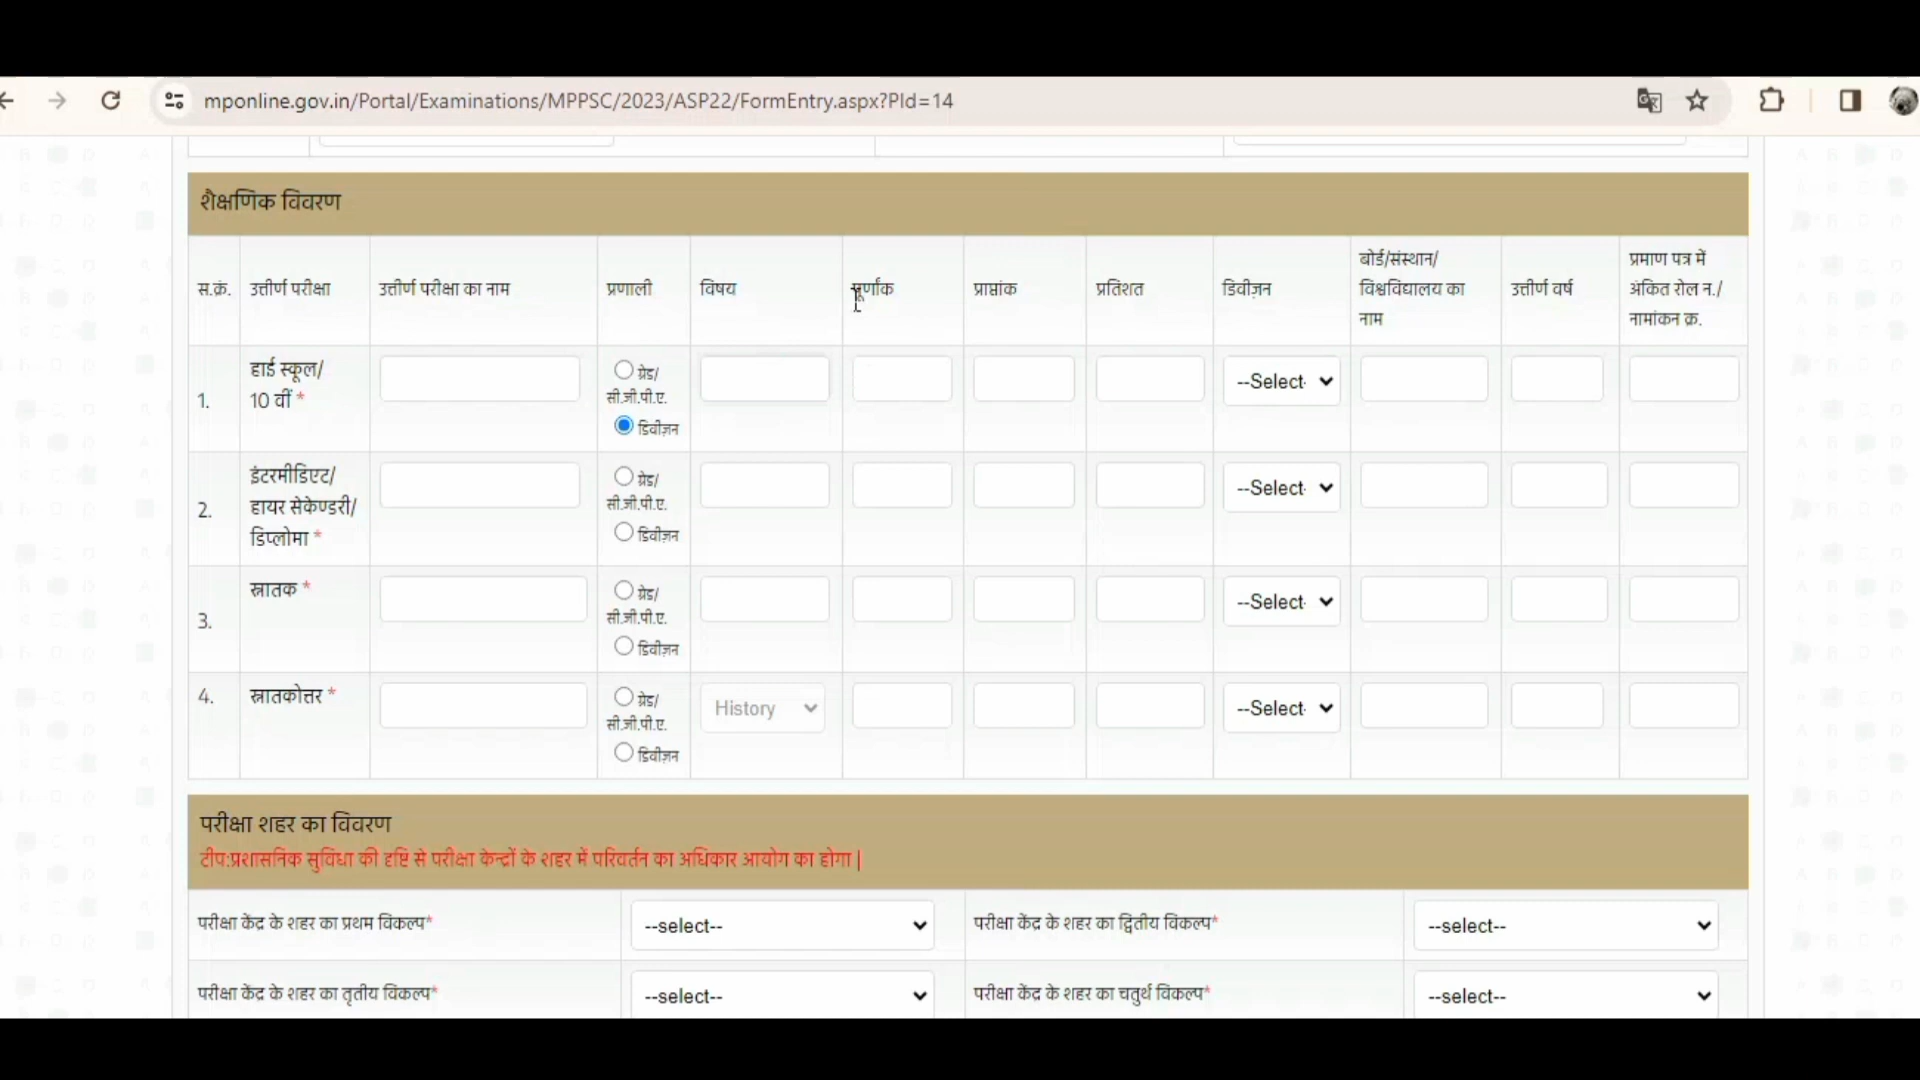 mponline.gov.in/Portal/Examinations/MPPSC/2023/ASP22/FormEntry.aspx?PId=14
शैक्षणिक विवरण
स.क्रं. उत्तीर्ण परीक्षा उत्तीर्ण परीक्षा का नाम प्रणाली विषय पूर्णांक प्राप्तांक प्रतिशत डिवीज़न बोर्ड/संस्थान/
विश्वविद्यालय का
नाम उत्तीर्ण वर्ष प्रमाण पत्र में
अंकित रोल न./
नामांकन क्र.
1. हाई स्कूल/
10 वीं * ग्रेड/
सी.जी.पी.ए.
डिवीज़न --Select-
2. इंटरमीडिएट/
हायर सेकेण्डरी/
डिप्लोमा * ग्रेड/
सी.जी.पी.ए.
डिवीज़न --Select-
3. स्नातक * ग्रेड/
सी.जी.पी.ए.
डिवीज़न --Select-
4. स्नातकोत्तर * ग्रेड/
सी.जी.पी.ए.
डिवीज़न History --Select-
परीक्षा शहर का विवरण
टीप:प्रशासनिक सुविधा की दृष्टि से परीक्षा केन्द्रों के शहर में परिवर्तन का अधिकार आयोग का होगा |
परीक्षा केंद्र के शहर का प्रथम विकल्प* --select-- परीक्षा केंद्र के शहर का द्वितीय विकल्प* --select--
परीक्षा केंद्र के शहर का तृतीय विकल्प* --select-- परीक्षा केंद्र के शहर का चतुर्थ विकल्प* --select--